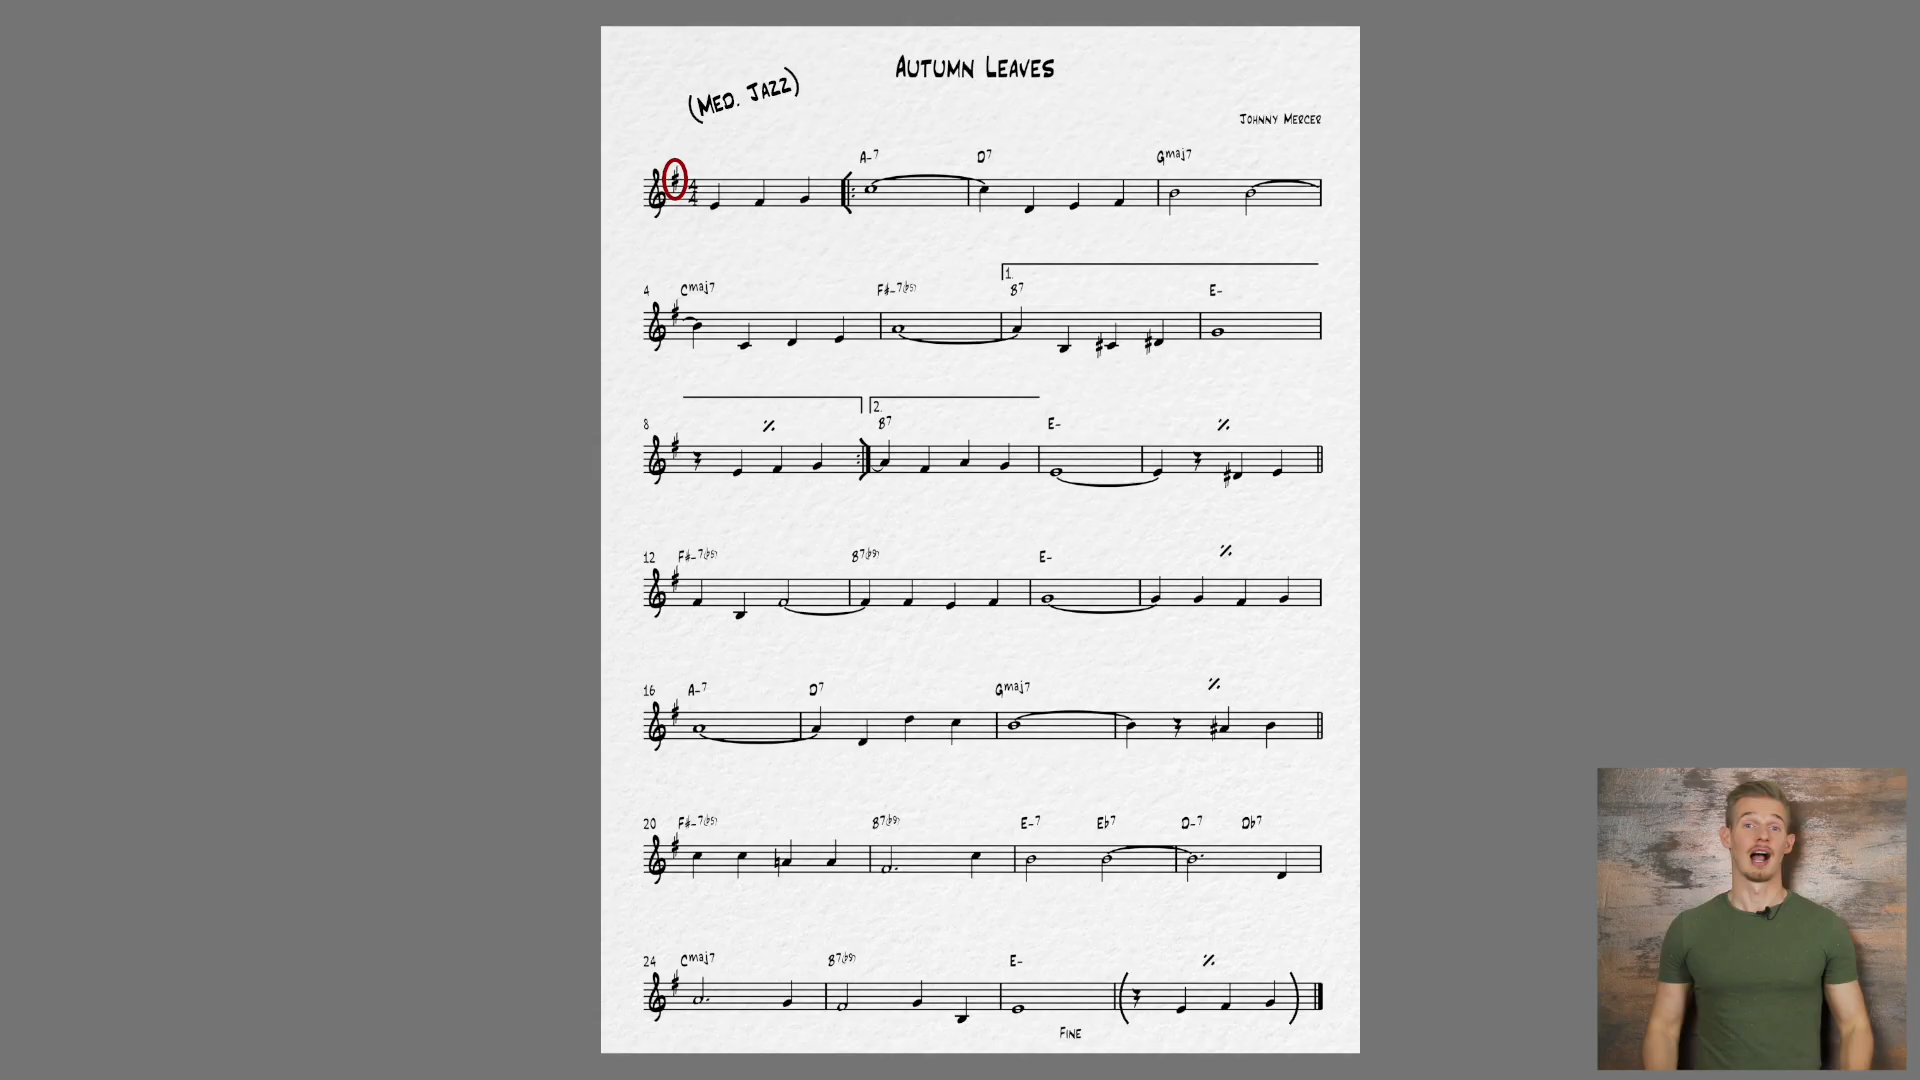 Autumn Leaves
(Med. Jazz)
Johnny Mercer
A-7 D7 Gmaj7
4 4
1.
4 Cmaj7 F#-7(b5) B7 E-
2.
8 % B7 E- %
12 F#-7(b5) B7(b9) E- %
16 A-7 D7 Gmaj7 %
20 F#-7(b5) B7(b9) E-7 Eb7 D-7 Db7
24 Cmaj7 B7(b9) E- %
Fine